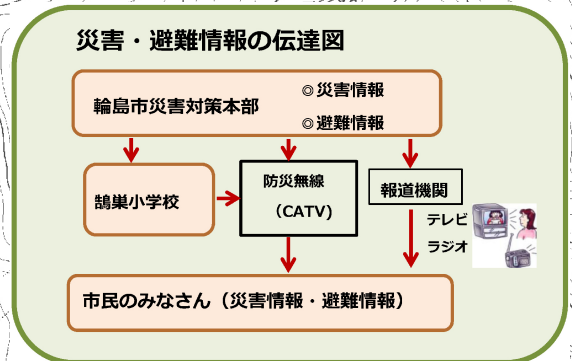 災害・避難情報の伝達図
輪島市災害対策本部
◎災害情報
◎避難情報
鵠巣小学校
防災無線
（CATV)
報道機関
テレビ
ラジオ
市民のみなさん（災害情報・避難情報）